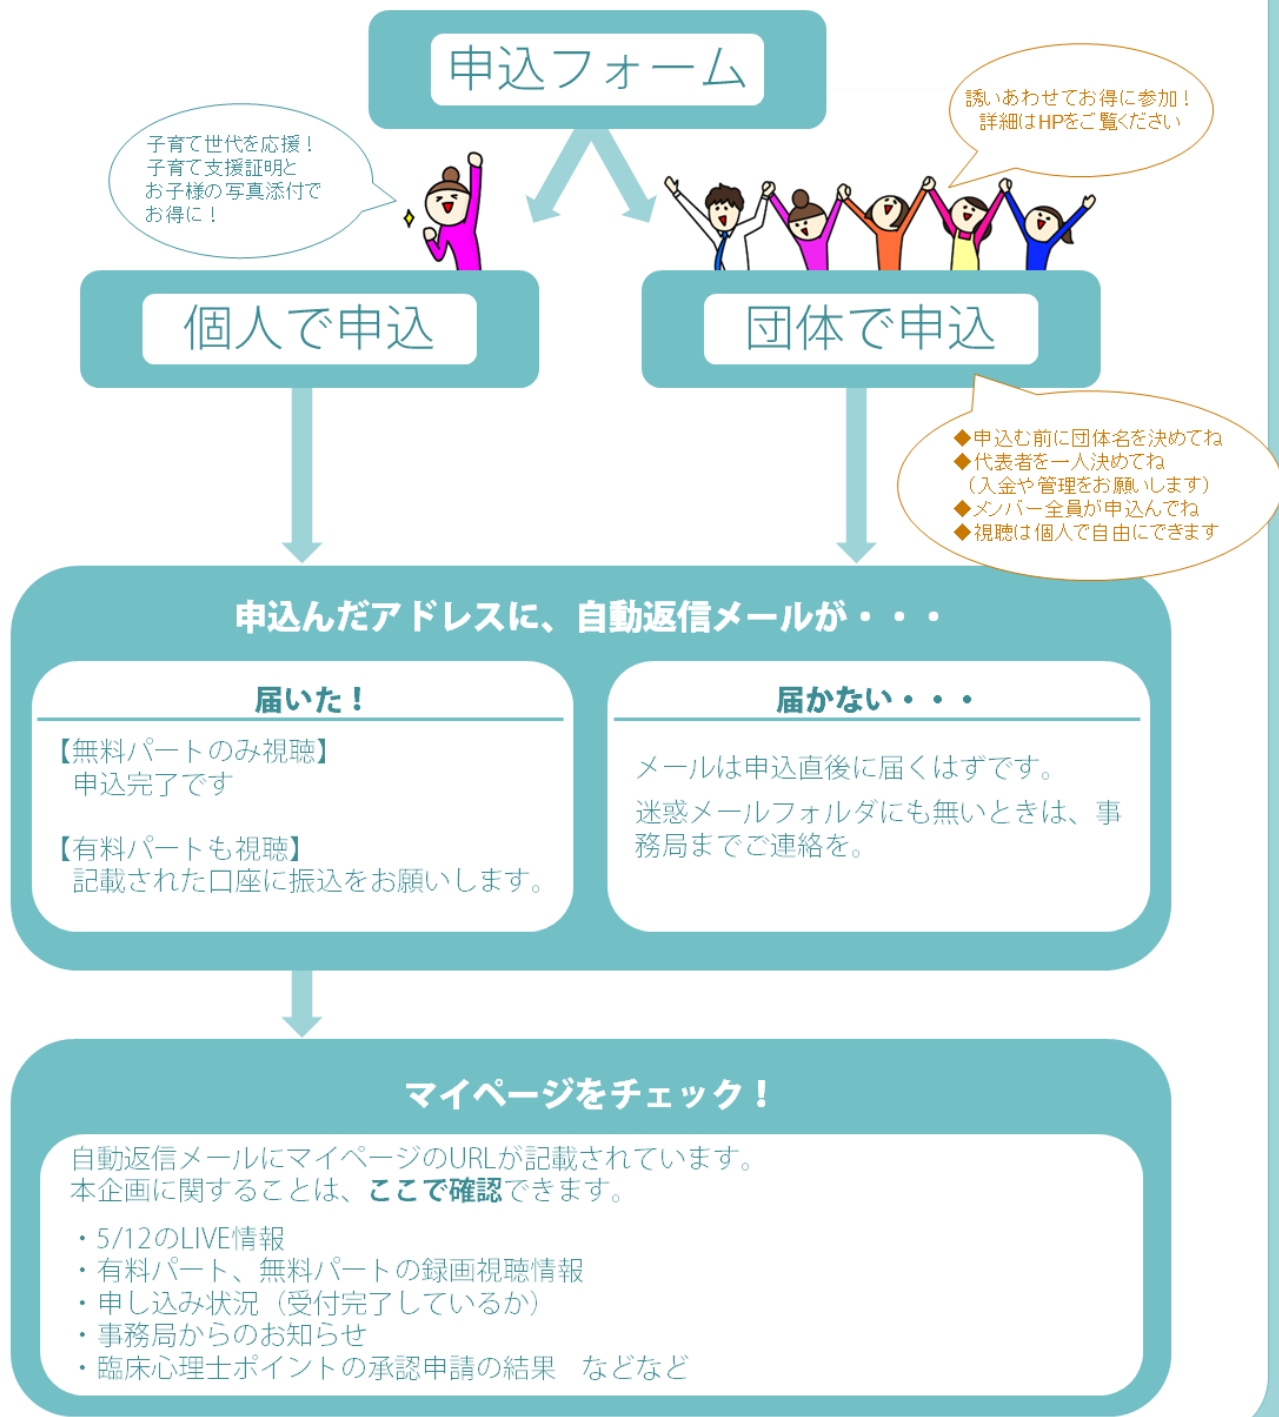 申込フォーム
誘いあわせてお得に参加！
詳細はHPをご覧ください
子育て世代を応援！
子育て支援証明と
お子様の写真添付で
お得に！
個人で申込
団体で申込
◆申込む前に団体名を決めてね
◆代表者を一人決めてね
（入金や管理をお願いします）
◆メンバー全員が申込んでね
◆視聴は個人で自由にできます
申込んだアドレスに、自動返信メールが・・・
届いた！
【無料パートのみ視聴】
申込完了です
【有料パートも視聴】
記載された口座に振込をお願いします。
届かない・・・
メールは申込直後に届くはずです。
迷惑メールフォルダにも無いときは、事
務局までご連絡を。
マイページをチェック！
自動返信メールにマイページのURLが記載されています。
本企画に関することは、ここで確認できます。
・5/12のLIVE情報
・有料パート、無料パートの録画視聴情報
・申し込み状況（受付完了しているか）
・事務局からのお知らせ
・臨床心理士ポイントの承認申請の結果　などなど